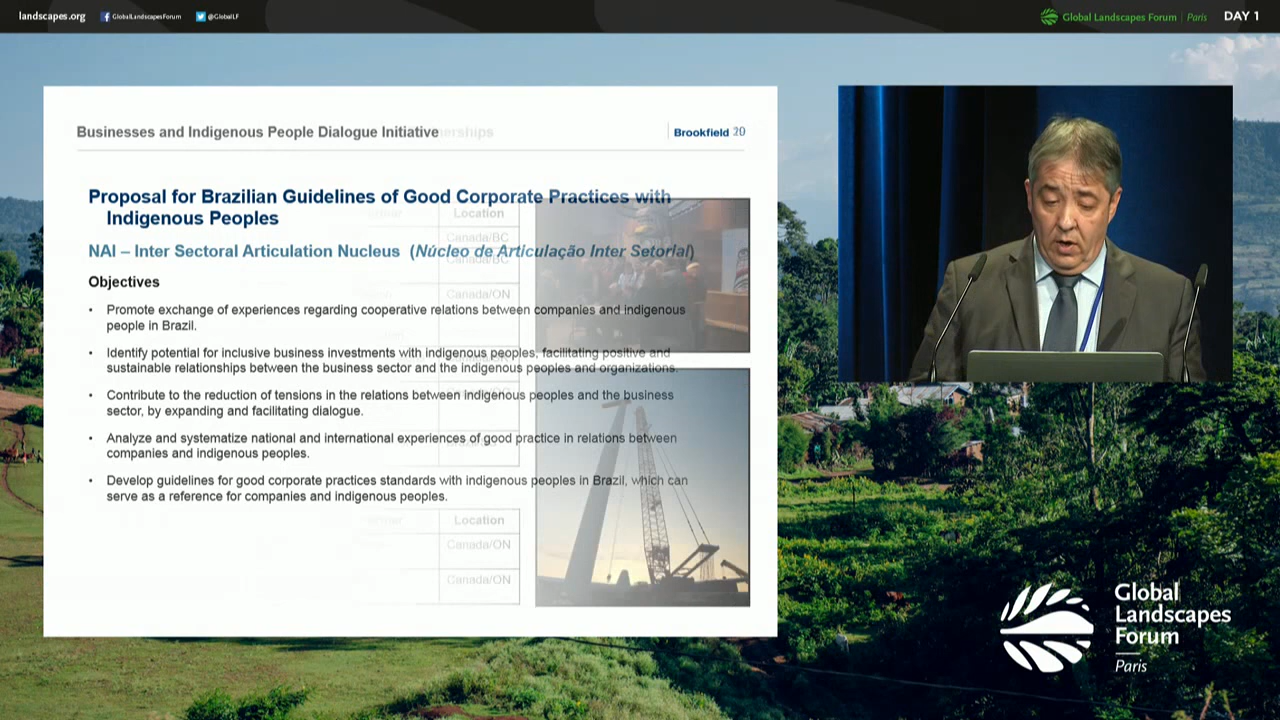 landscapes.org
GlobalLandscapesForum
@GlobalLF
Global Landscapes Forum | Paris
DAY 1
Businesses and Indigenous People Dialogue Initiative
Brookfield
Proposal for Brazilian Guidelines of Good Corporate Practices with
Indigenous Peoples
NAI – Inter Sectoral Articulation Nucleus (Núcleo de Articulação Inter Setorial)
Objectives
• Promote exchange of experiences regarding cooperative relations between companies and indigenous
people in Brazil.
• Identify potential for inclusive business investments with indigenous peoples, facilitating positive and
sustainable relationships between the business sector and the indigenous peoples and organizations.
• Contribute to the reduction of tensions in the relations between indigenous peoples and the business
sector, by expanding and facilitating dialogue.
• Analyze and systematize national and international experiences of good practice in relations between
companies and indigenous peoples.
• Develop guidelines for good corporate practices standards with indigenous peoples in Brazil, which can
serve as a reference for companies and indigenous peoples.
Location
Canada/BC
Canada/BC
Canada/ON
Location
Canada/ON
Canada/ON
Global
Landscapes
Forum
Paris